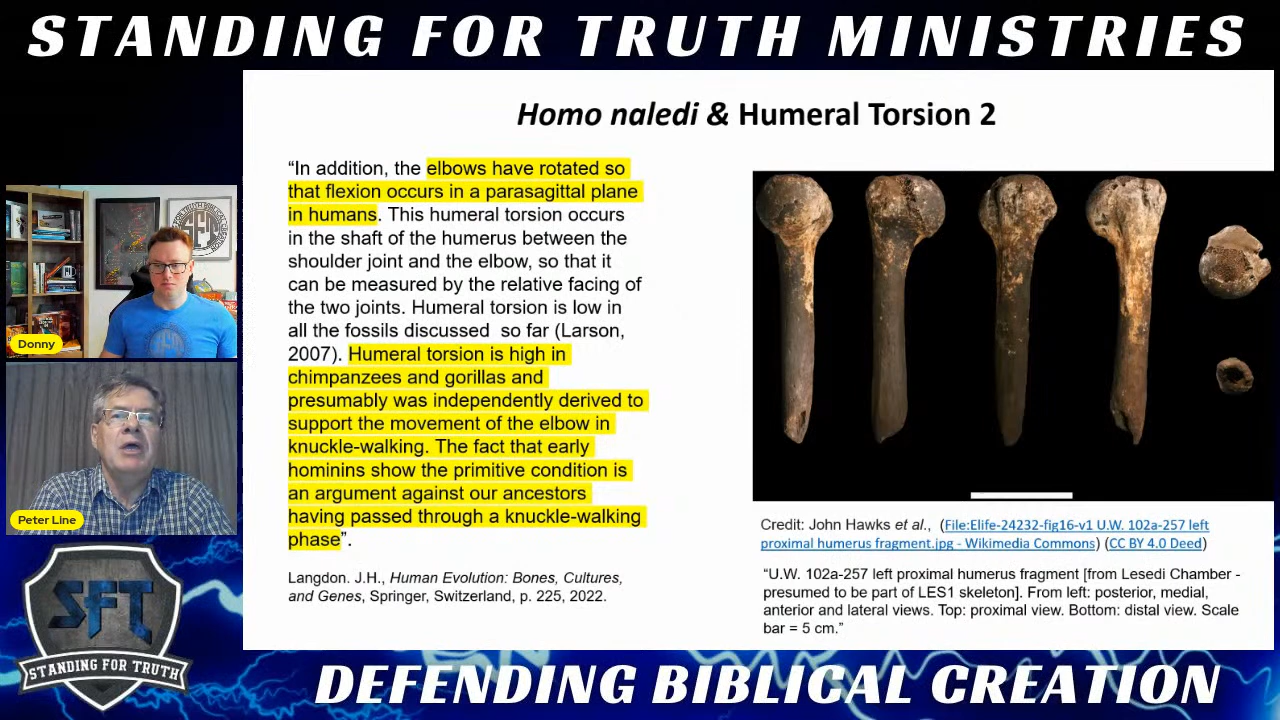 STANDING FOR TRUTH MINISTRIES
Homo naledi & Humeral Torsion 2
“In addition, the elbows have rotated so
that flexion occurs in a parasagittal plane
in humans. This humeral torsion occurs
in the shaft of the humerus between the
shoulder joint and the elbow, so that it
can be measured by the relative facing of
the two joints. Humeral torsion is low in
all the fossils discussed so far (Larson,
2007). Humeral torsion is high in
chimpanzees and gorillas and
presumably was independently derived to
support the movement of the elbow in
knuckle-walking. The fact that early
hominins show the primitive condition is
an argument against our ancestors
having passed through a knuckle-walking
phase”.
Langdon. J.H., Human Evolution: Bones, Cultures,
and Genes, Springer, Switzerland, p. 225, 2022.
Credit: John Hawks et al., (File:Elife-24232-fig16-v1 U.W. 102a-257 left
proximal humerus fragment.jpg - Wikimedia Commons) (CC BY 4.0 Deed)
“U.W. 102a-257 left proximal humerus fragment [from Lesedi Chamber -
presumed to be part of LES1 skeleton]. From left: posterior, medial,
anterior and lateral views. Top: proximal view. Bottom: distal view. Scale
bar = 5 cm.”
Donny
Peter Line
SFT
STANDING FOR TRUTH
DEFENDING BIBLICAL CREATION